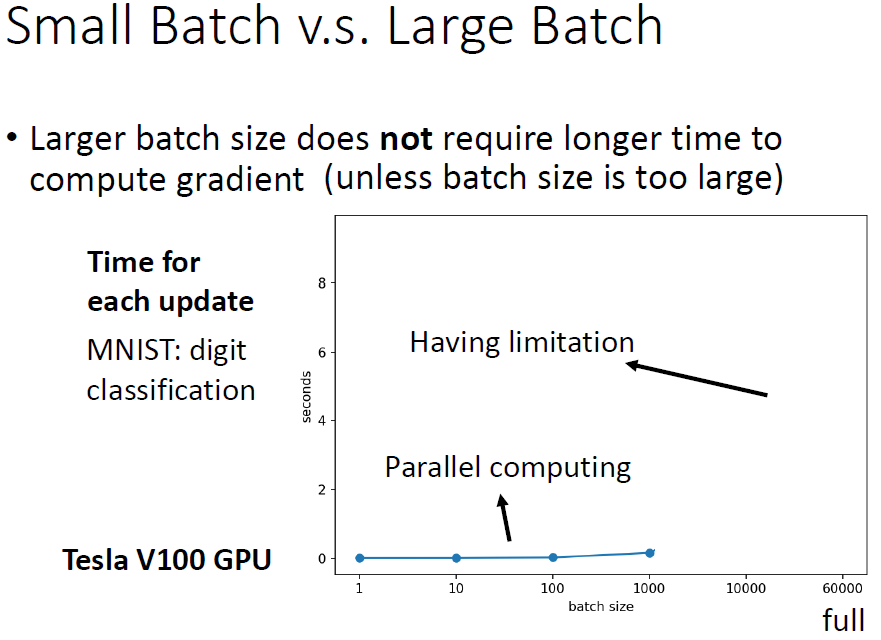 Small Batch v.s. Large Batch
• Larger batch size does not require longer time to
compute gradient (unless batch size is too large)
Time for
each update
MNIST: digit
classification
Tesla V100 GPU
seconds
8
6
4
2
0
Having limitation
Parallel computing
1 10 100 1000 10000 60000
batch size
full